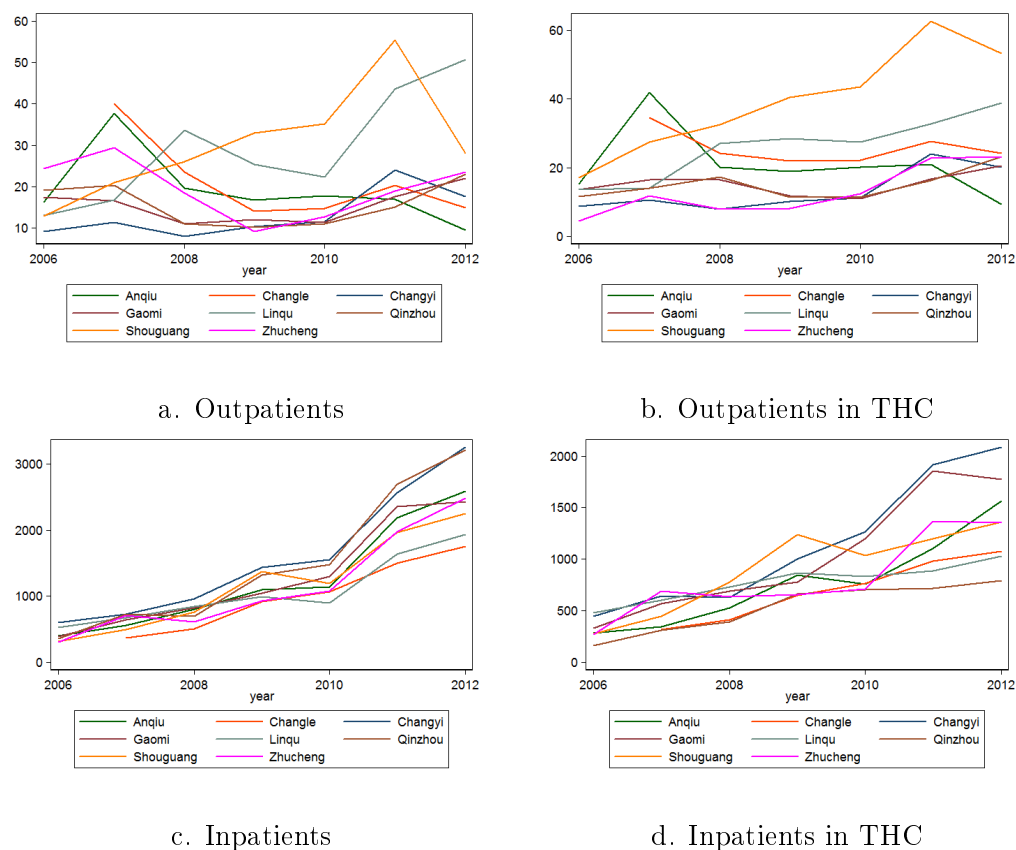 60
50
40
30
20
10
2006 2008 2010 2012
year
Anqiu Changle Changyi
Gaomi Linqu Qinzhou
Shouguang Zhucheng
a. Outpatients
60
40
20
0
2006 2008 2010 2012
year
Anqiu Changle Changyi
Gaomi Linqu Qinzhou
Shouguang Zhucheng
b. Outpatients in THC
3000
2000
1000
0
2006 2008 2010 2012
year
Anqiu Changle Changyi
Gaomi Linqu Qinzhou
Shouguang Zhucheng
c. Inpatients
2000
1500
1000
500
0
2006 2008 2010 2012
year
Anqiu Changle Changyi
Gaomi Linqu Qinzhou
Shouguang Zhucheng
d. Inpatients in THC